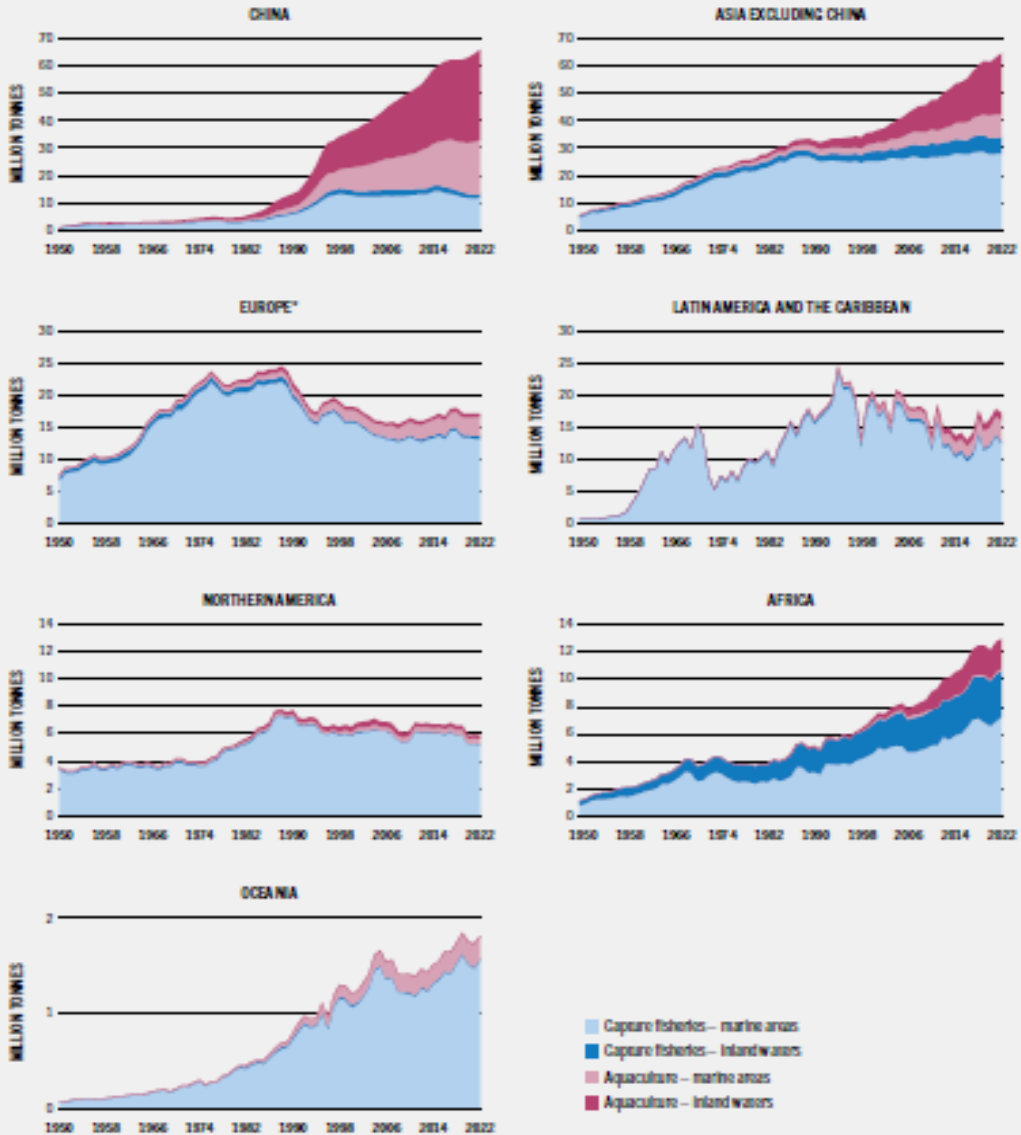 CHINA
MILLION TONNES
70
60
50
40
30
20
10
0
1950 1958 1966 1974 1982 1990 1998 2006 2014 2022
ASIA EXCLUDING CHINA
MILLION TONNES
70
60
50
40
30
20
10
0
1950 1958 1966 1974 1982 1990 1998 2006 2014 2022
EUROPE*
MILLION TONNES
30
25
20
15
10
5
0
1950 1958 1966 1974 1982 1990 1998 2006 2014 2022
LATIN AMERICA AND THE CARIBBEAN
MILLION TONNES
30
25
20
15
10
5
0
1950 1958 1966 1974 1982 1990 1998 2006 2014 2022
NORTHERN AMERICA
MILLION TONNES
14
12
10
8
6
4
2
0
1950 1958 1966 1974 1982 1990 1998 2006 2014 2022
AFRICA
MILLION TONNES
14
12
10
8
6
4
2
0
1950 1958 1966 1974 1982 1990 1998 2006 2014 2022
OCEANIA
MILLION TONNES
2
1
0
1950 1958 1966 1974 1982 1990 1998 2006 2014 2022
Capture fisheries – marine areas
Capture fisheries – inland waters
Aquaculture – marine areas
Aquaculture – inland waters